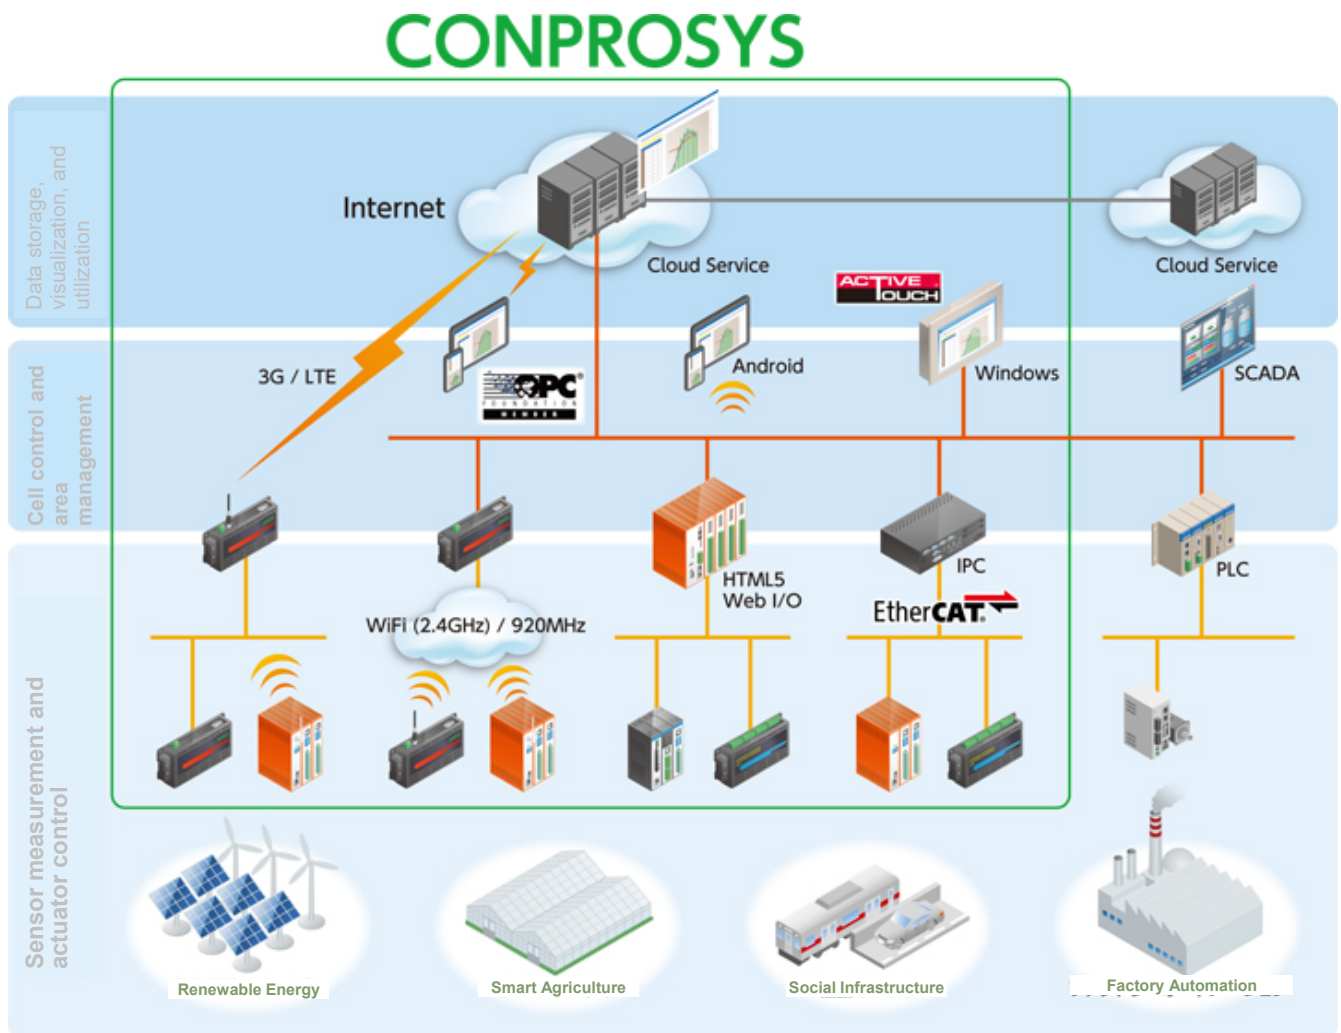 CONPROSYS
Data storage,
visualization, and
utilization
Internet
Cloud Service
Cloud Service
ACTIVE
TOUCH
3G / LTE
OPC
FOUNDATION
MEMBER
Android
Windows
SCADA
Cell control and
area
management
HTML5
Web I/O
IPC
PLC
EtherCAT®
WiFi (2.4GHz) / 920MHz
Sensor measurement and
actuator control
Renewable Energy
Smart Agriculture
Social Infrastructure
Factory Automation